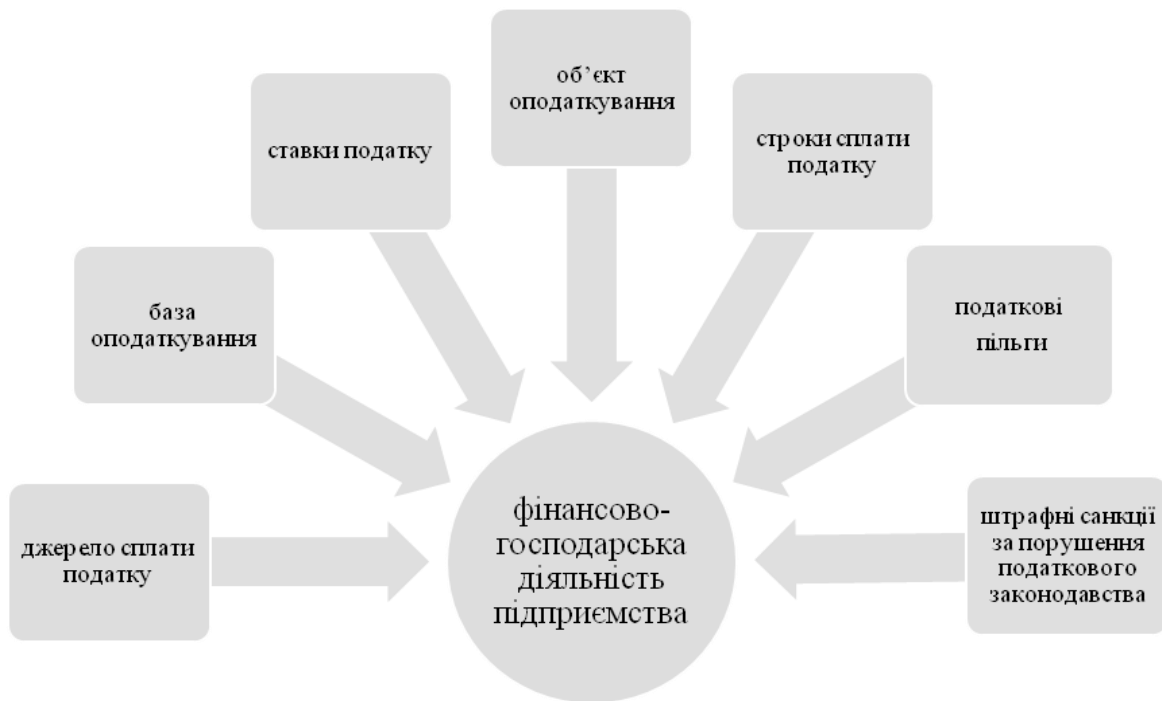 об’єкт
оподаткування
ставки податку
строки сплати
податку
база
оподаткування
податкові
пільги
джерело сплати
податку
штрафні санкції
за порушення
податкового
законодавства
фінансово-
господарська
діяльність
підприємства